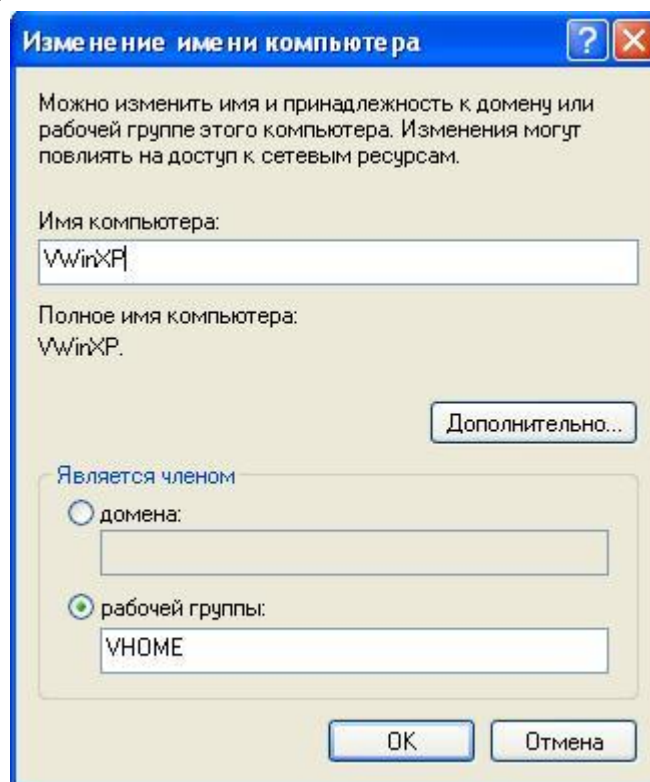 Изменение имени компьютера
Можно изменить имя и принадлежность к домену или
рабочей группе этого компьютера. Изменения могут
повлиять на доступ к сетевым ресурсам.
Имя компьютера:
VWinXP
Полное имя компьютера:
VWinXP.
Дополнительно...
Является членом
домена:
рабочей группы:
VHOME
OK
Отмена